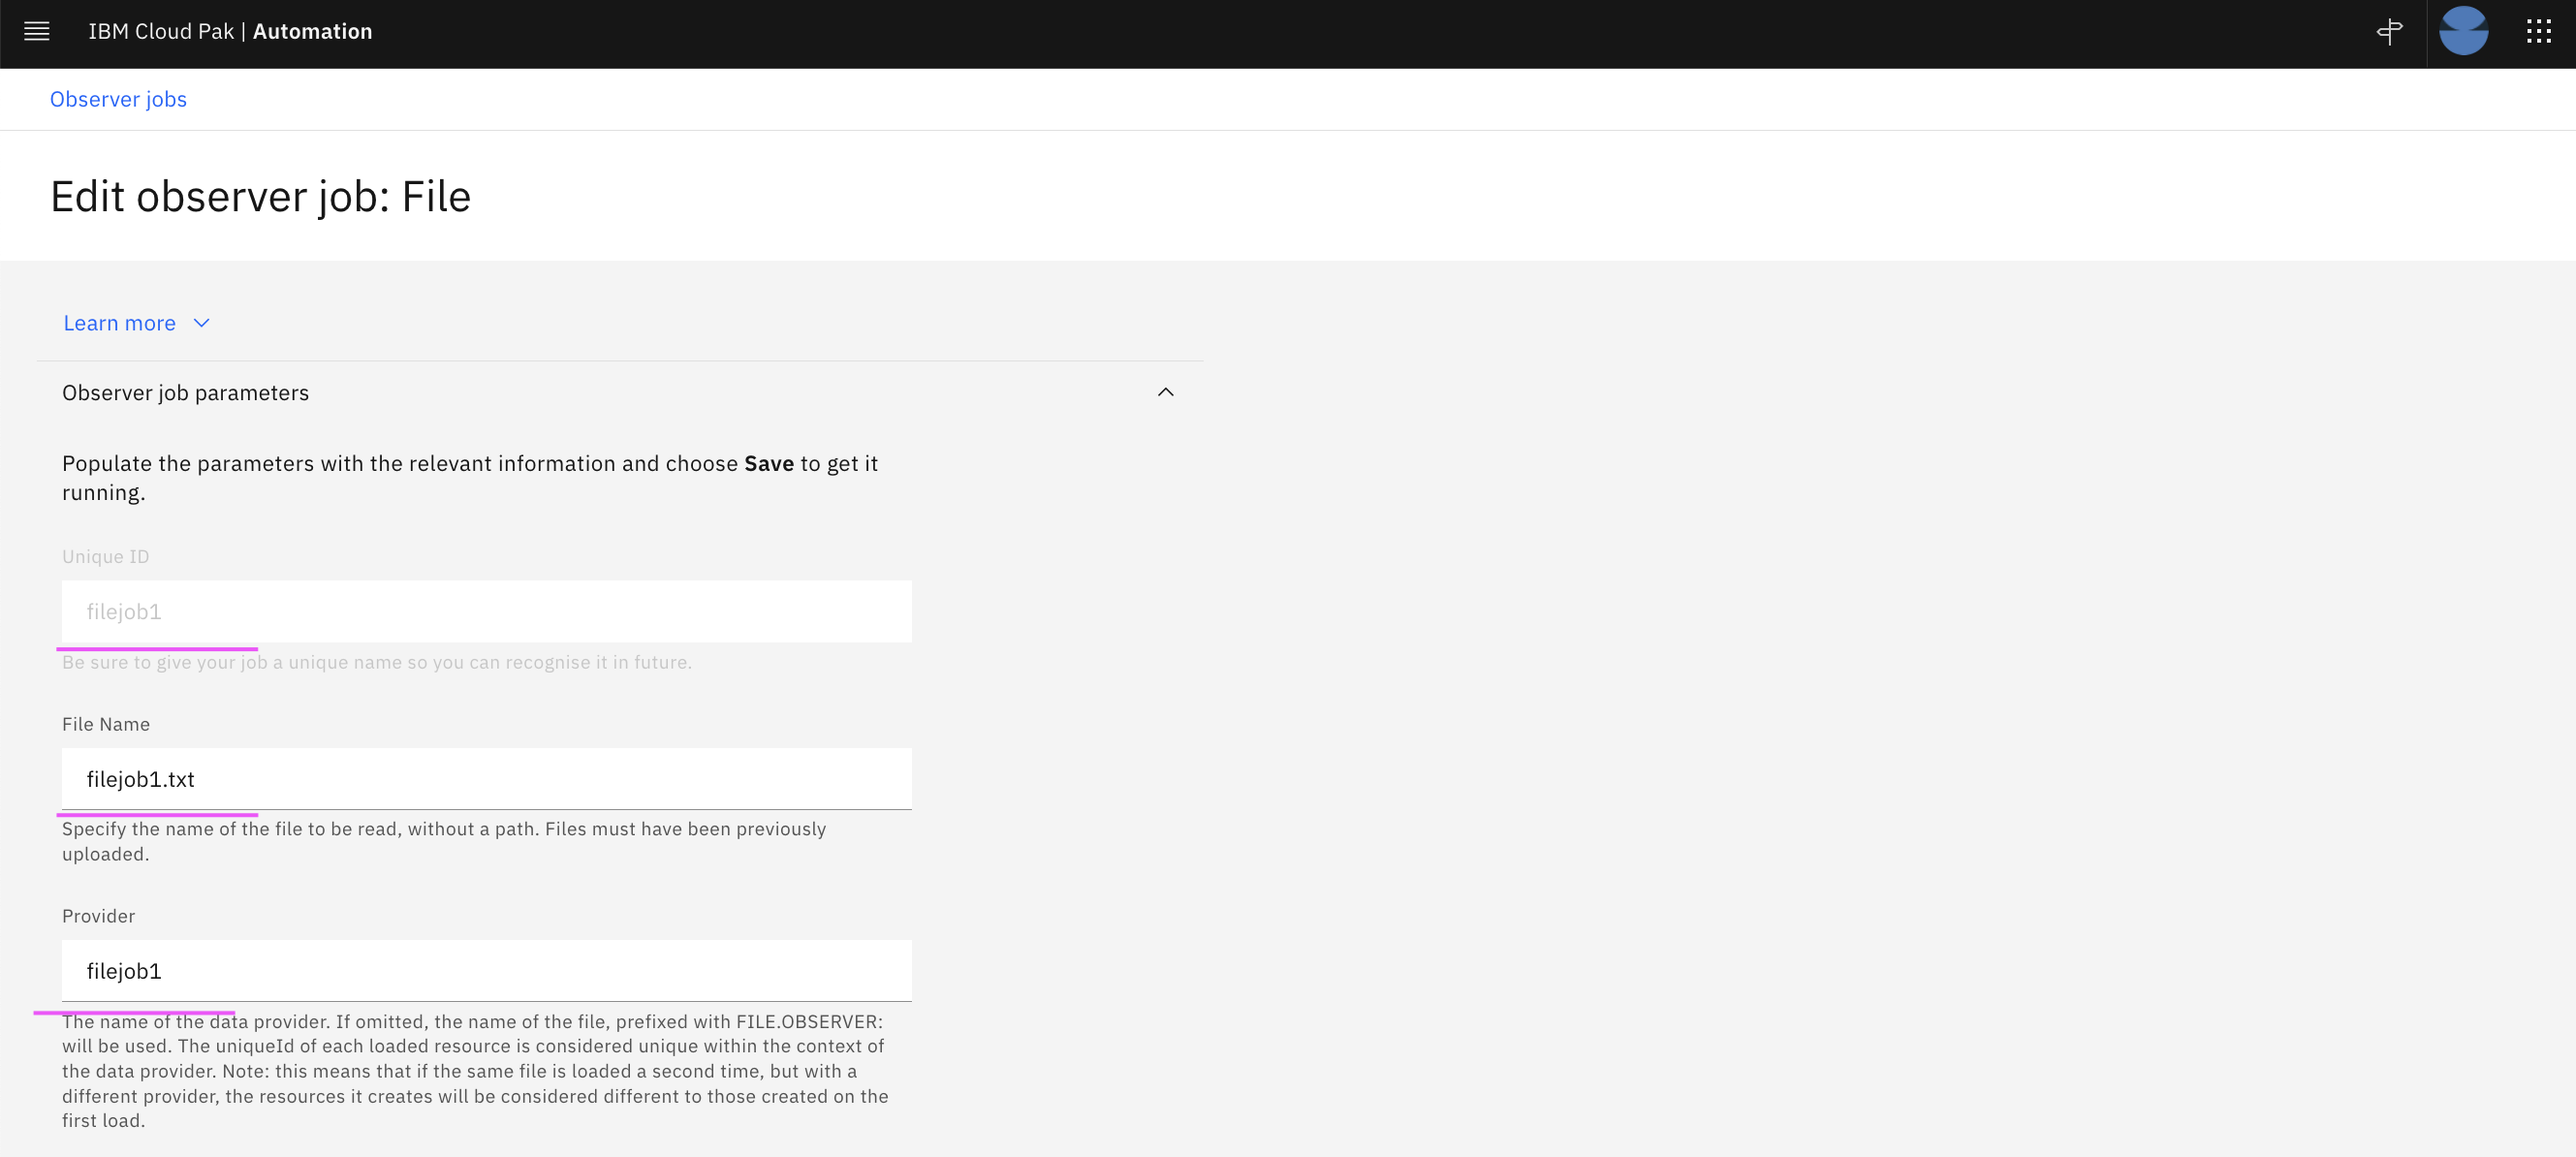 IBM Cloud Pak | Automation
Observer jobs
Edit observer job: File
Learn more
Observer job parameters
Populate the parameters with the relevant information and choose Save to get it
running.
Unique ID
filejob1
Be sure to give your job a unique name so you can recognise it in future.
File Name
filejob1.txt
Specify the name of the file to be read, without a path. Files must have been previously
uploaded.
Provider
filejob1
The name of the data provider. If omitted, the name of the file, prefixed with FILE.OBSERVER:
will be used. The uniqueId of each loaded resource is considered unique within the context of
the data provider. Note: this means that if the same file is loaded a second time, but with a
different provider, the resources it creates will be considered different to those created on the
first load.